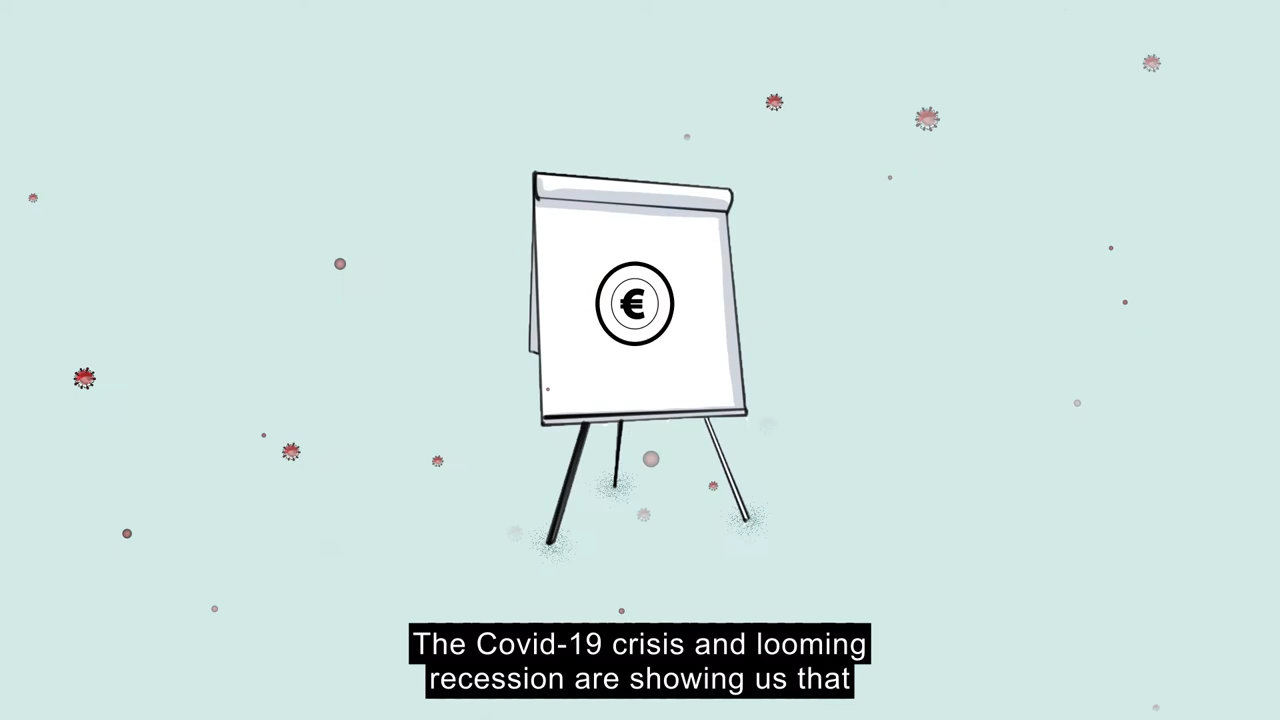 €
The Covid-19 crisis and looming
recession are showing us that